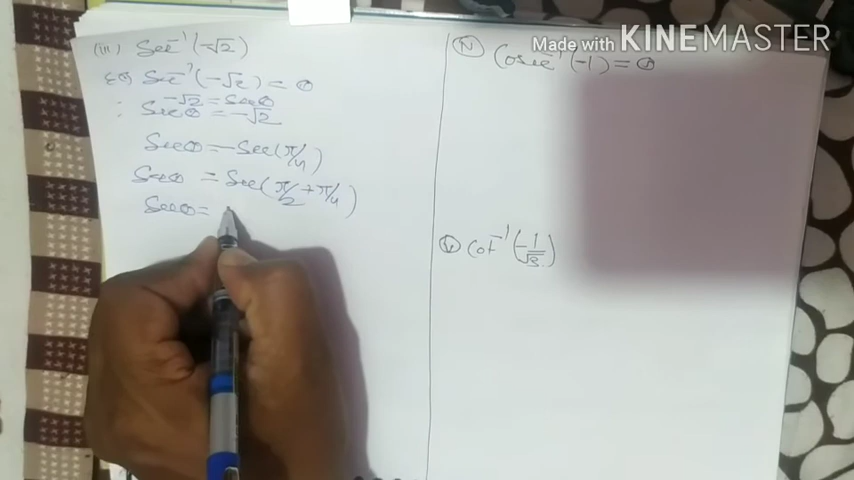 (iii) Sec⁻¹(-√2)
Sec⁻¹(-√2) = θ
-√2 = Secθ
∴ Secθ = -√2
Secθ = -Sec(π/4)
Secθ = Sec(π/2 + π/4)
Secθ =
Made with KINEMASTER
(iv) Cosec⁻¹(-1) = θ
(v) Cot⁻¹(-1/√3)